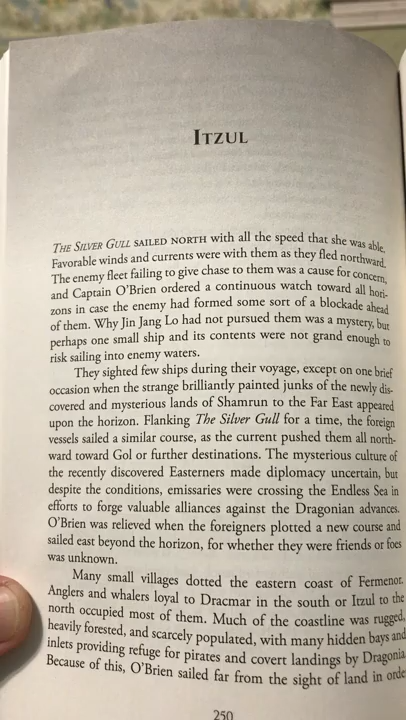 ITZUL
THE SILVER GULL SAILED NORTH with all the speed that she was able.
Favorable winds and currents were with them as they fled northward.
The enemy fleet failing to give chase to them was a cause for concern,
and Captain O'Brien ordered a continuous watch toward all hori-
zons in case the enemy had formed some sort of a blockade ahead
of them. Why Jin Jang Lo had not pursued them was a mystery, but
perhaps one small ship and its contents were not grand enough to
risk sailing into enemy waters.
They sighted few ships during their voyage, except on one brief
occasion when the strange brilliantly painted junks of the newly dis-
covered and mysterious lands of Shamrun to the Far East appeared
upon the horizon. Flanking The Silver Gull for a time, the foreign
vessels sailed a similar course, as the current pushed them all north-
ward toward Gol or further destinations. The mysterious culture of
the recently discovered Easterners made diplomacy uncertain, but
despite the conditions, emissaries were crossing the Endless Sea in
efforts to forge valuable alliances against the Dragonian advances.
O'Brien was relieved when the foreigners plotted a new course and
sailed east beyond the horizon, for whether they were friends or foes
was unknown.
Many small villages dotted the eastern coast of Fermenor.
Anglers and whalers loyal to Dracmar in the south or Itzul to the
north occupied most of them. Much of the coastline was rugged,
heavily forested, and scarcely populated, with many hidden bays and
inlets providing refuge for pirates and covert landings by Dragonia
Because of this, O'Brien sailed far from the sight of land in orde
250